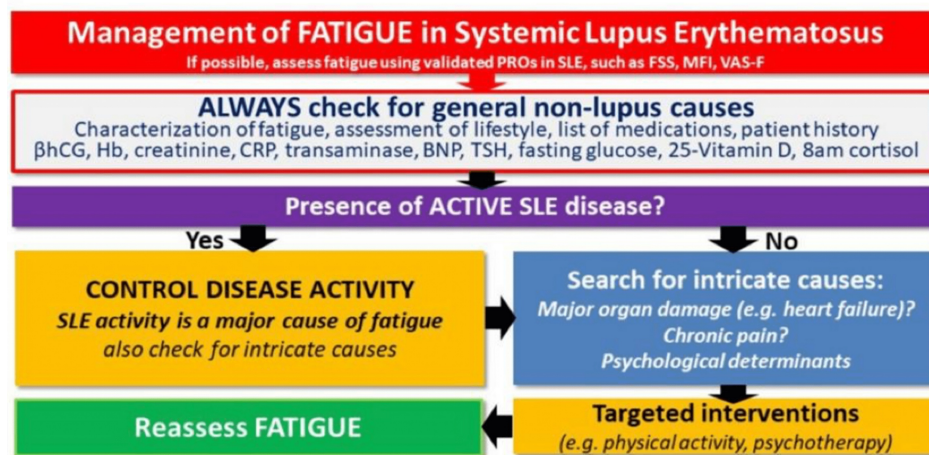 Management of FATIGUE in Systemic Lupus Erythematosus
If possible, assess fatigue using validated PROs in SLE, such as FSS, MFI, VAS-F
ALWAYS check for general non-lupus causes
Characterization of fatigue, assessment of lifestyle, list of medications, patient history
βhCG, Hb, creatinine, CRP, transaminase, BNP, TSH, fasting glucose, 25-Vitamin D, 8am cortisol
Presence of ACTIVE SLE disease?
Yes
No
CONTROL DISEASE ACTIVITY
SLE activity is a major cause of fatigue
also check for intricate causes
Search for intricate causes:
Major organ damage (e.g. heart failure)?
Chronic pain?
Psychological determinants
Targeted interventions
(e.g. physical activity, psychotherapy)
Reassess FATIGUE